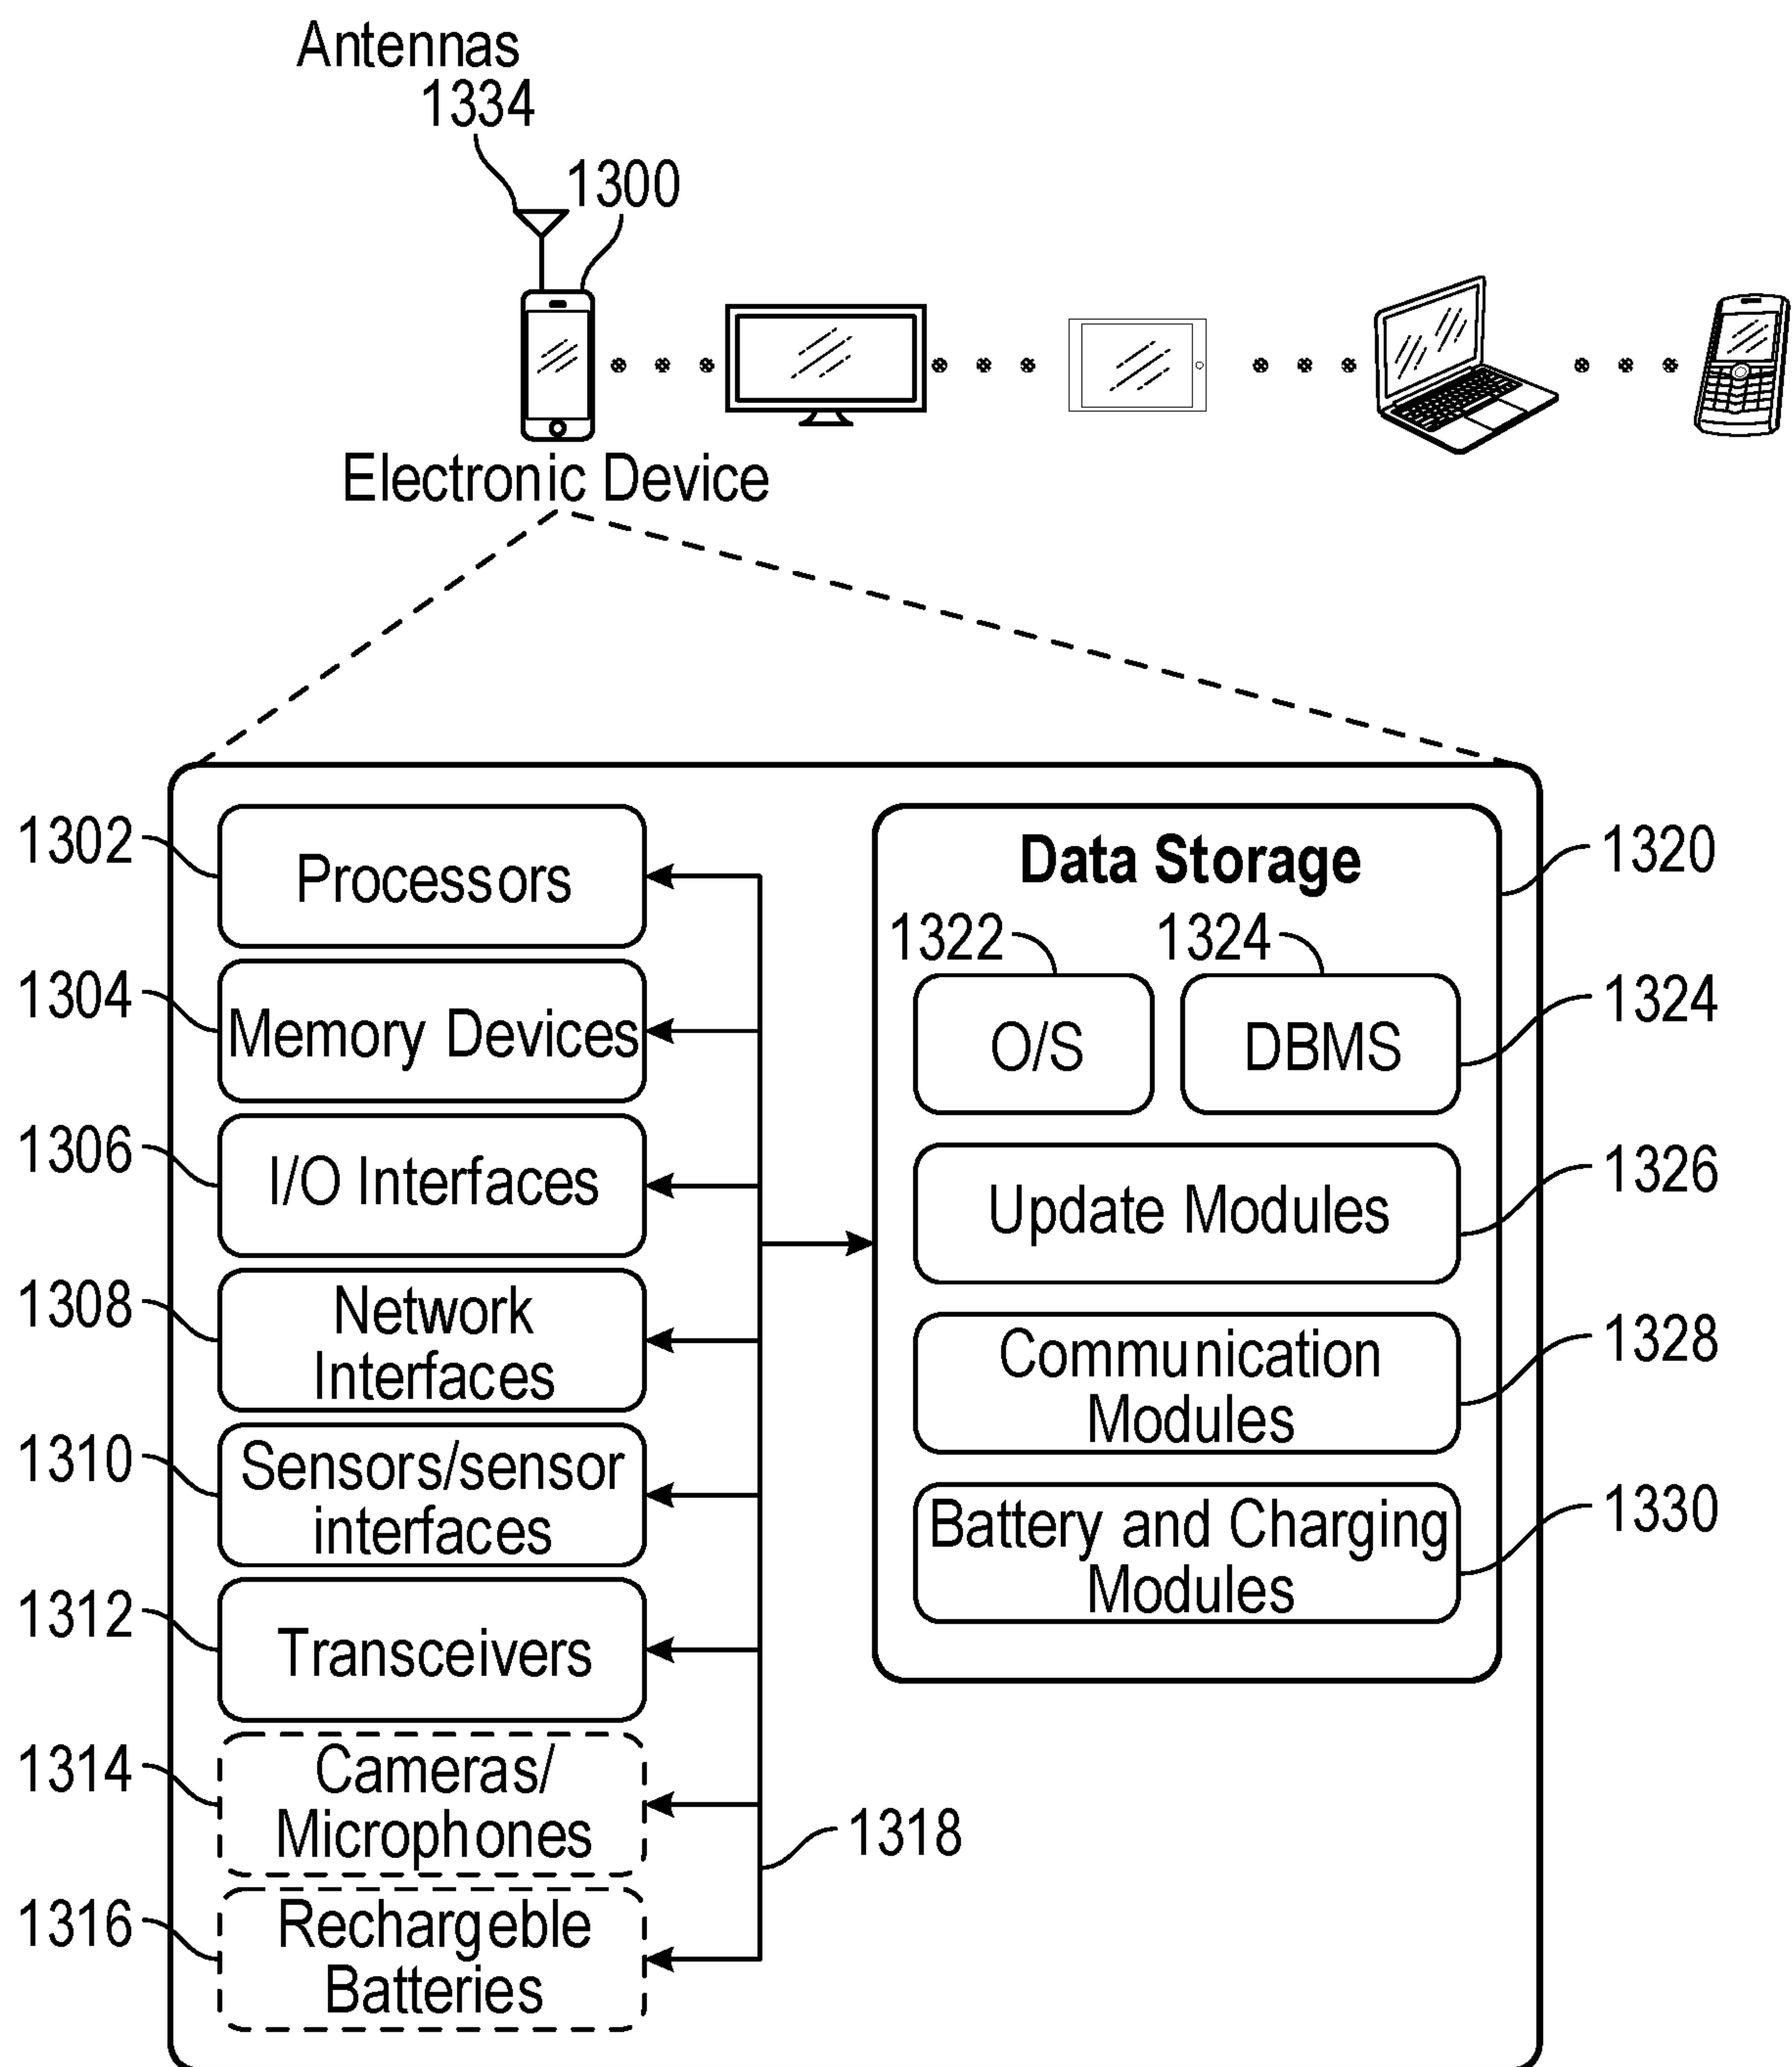 Antennas
1334
1300
Electronic Device
1302
Processors
1304
Memory Devices
1306
I/O Interfaces
1308
Network
Interfaces
1310
Sensors/sensor
interfaces
1312
Transceivers
1314
Cameras/
Microphones
1316
Rechargeble
Batteries
1318
Data Storage
1320
1322
1324
O/S
DBMS
1324
Update Modules
1326
Communication
Modules
1328
Battery and Charging
Modules
1330